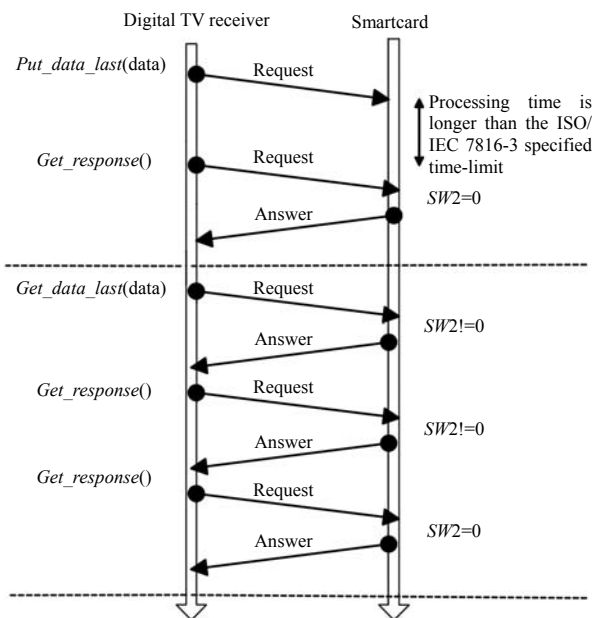 Digital TV receiver Smartcard
Put_data_last(data)
Request
Processing time is
longer than the ISO/
IEC 7816-3 specified
time-limit
Get_response()
Request
SW2=0
Answer
Get_data_last(data)
Request
SW2!=0
Answer
Get_response()
Request
SW2!=0
Answer
Get_response()
Request
SW2=0
Answer